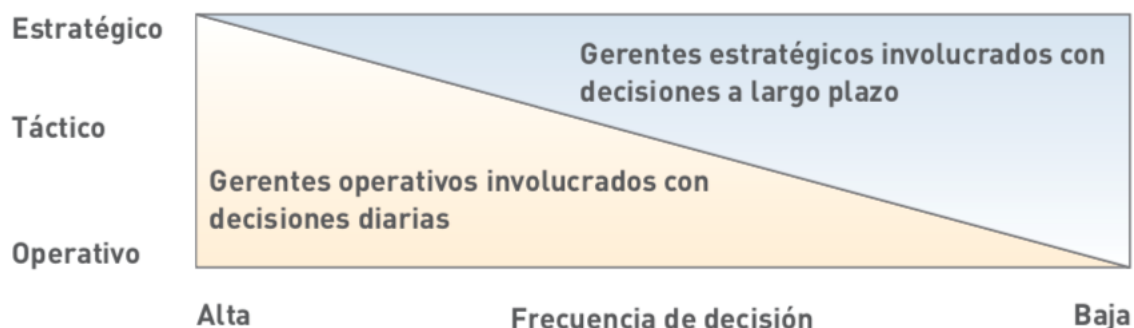 Estratégico
Gerentes estratégicos involucrados con
decisiones a largo plazo
Táctico
Gerentes operativos involucrados con
decisiones diarias
Operativo
Alta
Frecuencia de decisión
Baja